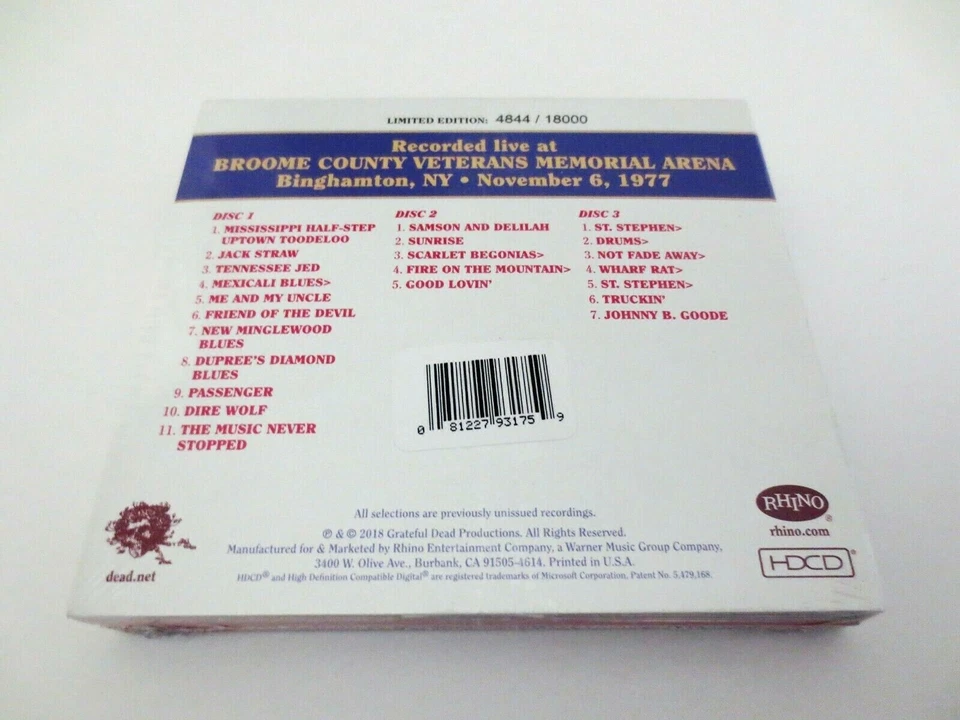 LIMITED EDITION: 4844 / 18000
Recorded live at
BROOME COUNTY VETERANS MEMORIAL ARENA
Binghamton, NY • November 6, 1977
DISC 1
1. MISSISSIPPI HALF-STEP
UPTOWN TOODELOO
2. JACK STRAW
3. TENNESSEE JED
4. MEXICALI BLUES>
5. ME AND MY UNCLE
6. FRIEND OF THE DEVIL
7. NEW MINGLEWOOD
BLUES
8. DUPREE'S DIAMOND
BLUES
9. PASSENGER
10. DIRE WOLF
11. THE MUSIC NEVER
STOPPED
DISC 2
1. SAMSON AND DELILAH
2. SUNRISE
3. SCARLET BEGONIAS>
4. FIRE ON THE MOUNTAIN>
5. GOOD LOVIN'
DISC 3
1. ST. STEPHEN>
2. DRUMS>
3. NOT FADE AWAY>
4. WHARF RAT>
5. ST. STEPHEN>
6. TRUCKIN'
7. JOHNNY B. GOODE
0 81227 93175 9
All selections are previously unissued recordings.
℗ & © 2018 Grateful Dead Productions. All Rights Reserved.
Manufactured for & Marketed by Rhino Entertainment Company, a Warner Music Group Company,
3400 W. Olive Ave., Burbank, CA 91505-4614. Printed in U.S.A.
HDCD® and High Definition Compatible Digital® are registered trademarks of Microsoft Corporation, Patent No. 5,479,168.
dead.net
RHINO®
rhino.com
HDCD®